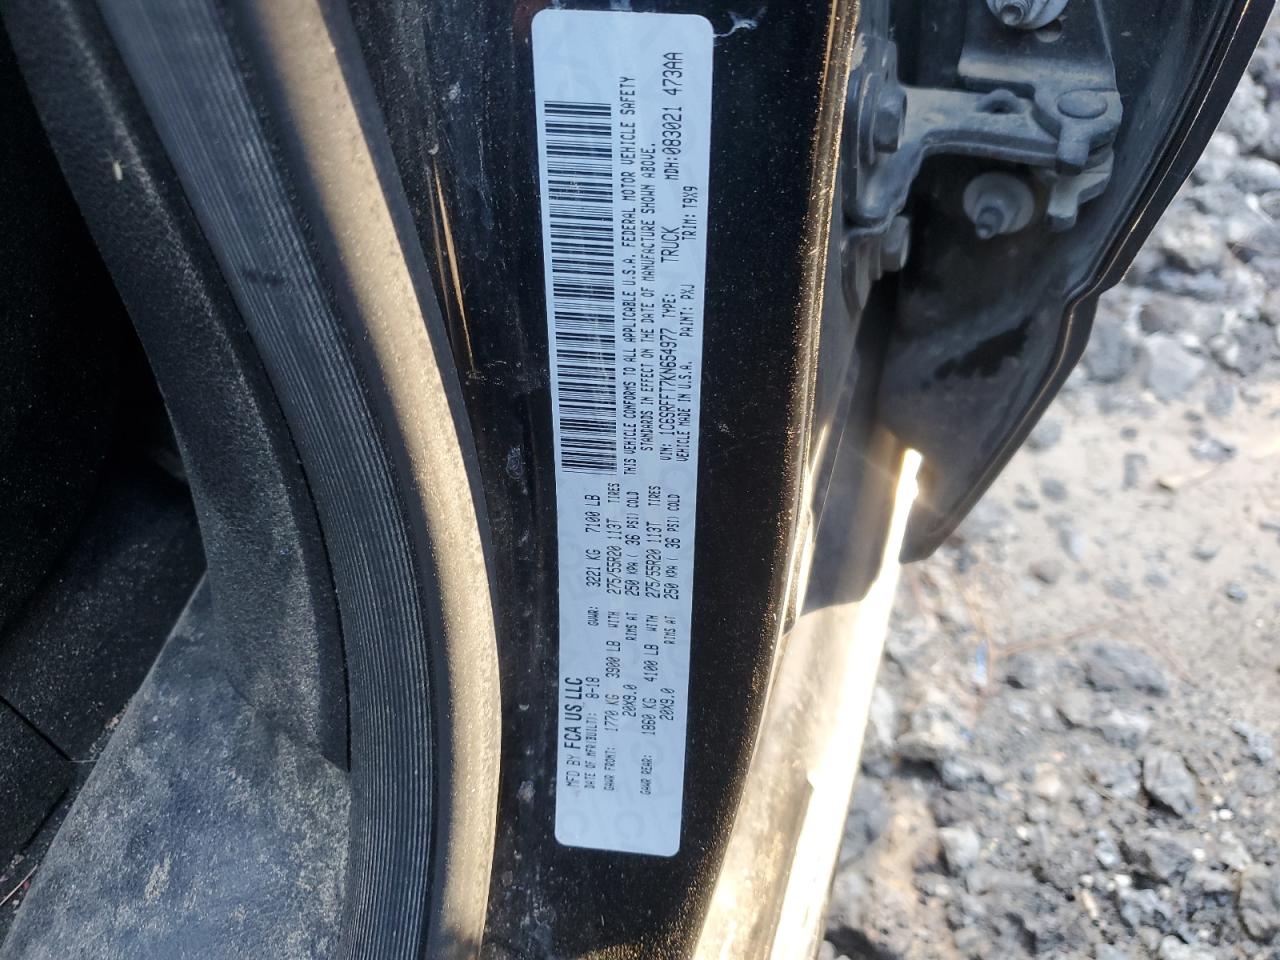 MFD BY FCA US LLC
DATE OF MFR(BUILT): 8-18 GVWR: 3221 KG 7100 LB
GAWR FRONT: 1770 KG 3900 LB WITH 275/55R20 113T TIRES
20X9.0 RIMS AT 250 KPA ( 36 PSI) COLD
GAWR REAR: 1860 KG 4100 LB WITH 275/55R20 113T TIRES
20X9.0 RIMS AT 250 KPA ( 36 PSI) COLD
THIS VEHICLE CONFORMS TO ALL APPLICABLE U.S.A. FEDERAL MOTOR VEHICLE SAFETY
STANDARDS IN EFFECT ON THE DATE OF MANUFACTURE SHOWN ABOVE.
VIN: 1C6SRFFT7KN654977 TYPE: TRUCK MDH:083021 473AA
VEHICLE MADE IN U.S.A. PAINT: PXJ TRIM: T9X9